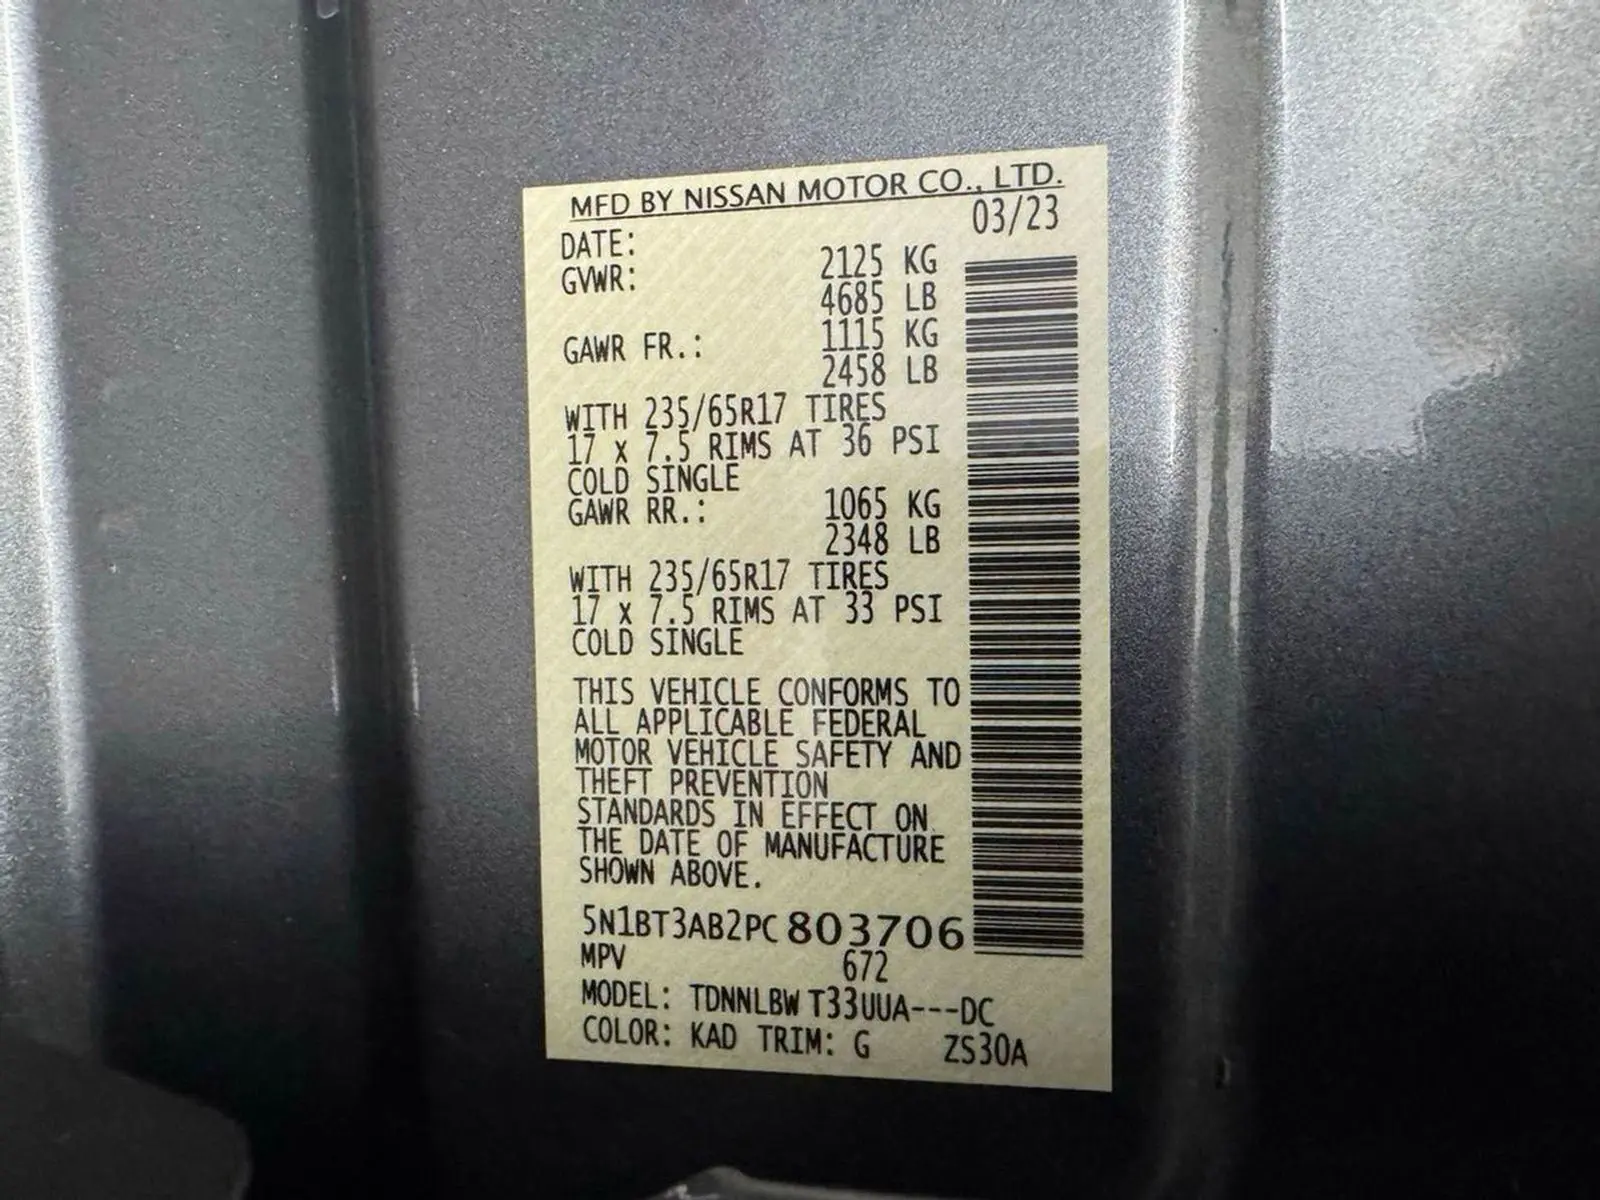 MFD BY NISSAN MOTOR CO., LTD.
DATE: 03/23
GVWR: 2125 KG
4685 LB
GAWR FR.: 1115 KG
2458 LB
WITH 235/65R17 TIRES
17 x 7.5 RIMS AT 36 PSI
COLD SINGLE
GAWR RR.: 1065 KG
2348 LB
WITH 235/65R17 TIRES
17 x 7.5 RIMS AT 33 PSI
COLD SINGLE
THIS VEHICLE CONFORMS TO
ALL APPLICABLE FEDERAL
MOTOR VEHICLE SAFETY AND
THEFT PREVENTION
STANDARDS IN EFFECT ON
THE DATE OF MANUFACTURE
SHOWN ABOVE.
5N1BT3AB2PC803706
MPV 672
MODEL: TDNNLBW T33UUA---DC
COLOR: KAD TRIM: G ZS30A